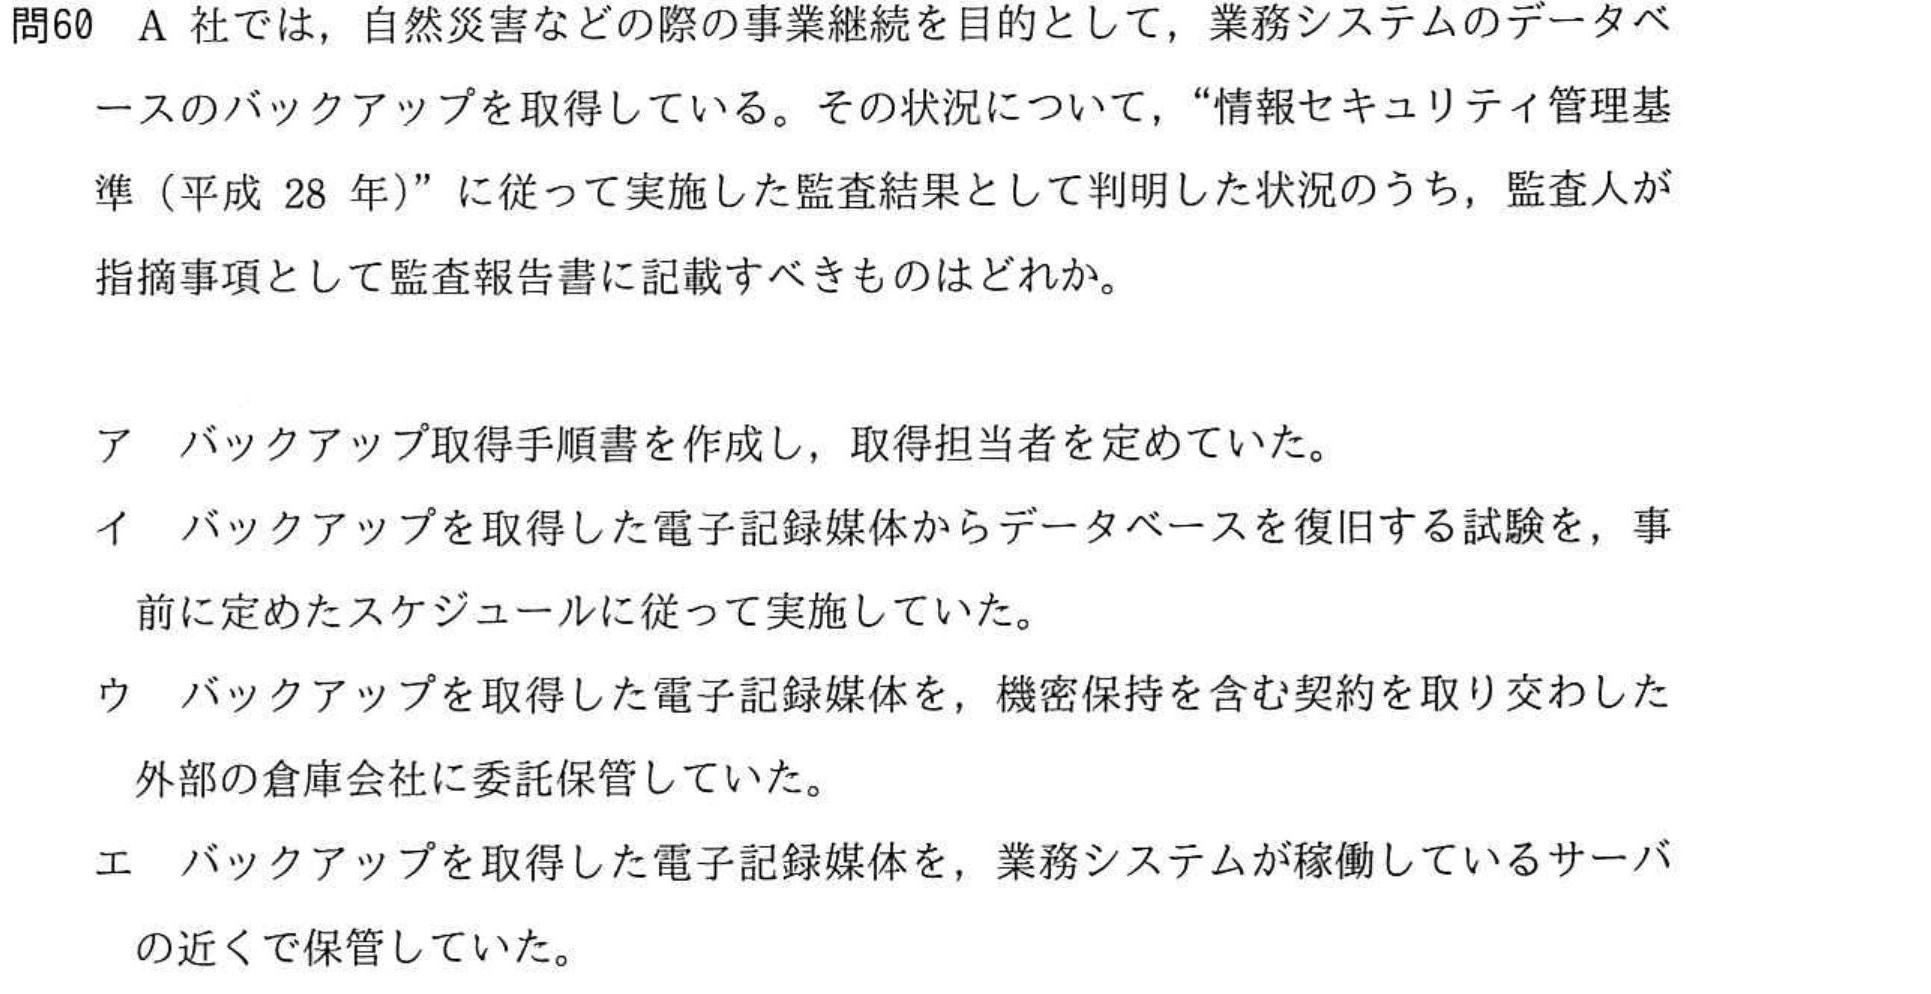 問60 A 社では，自然災害などの際の事業継続を目的として，業務システムのデータベ
ースのバックアップを取得している。その状況について，“情報セキュリティ管理基
準（平成 28 年）”に従って実施した監査結果として判明した状況のうち，監査人が
指摘事項として監査報告書に記載すべきものはどれか。
ア バックアップ取得手順書を作成し，取得担当者を定めていた。
イ バックアップを取得した電子記録媒体からデータベースを復旧する試験を，事
前に定めたスケジュールに従って実施していた。
ウ バックアップを取得した電子記録媒体を，機密保持を含む契約を取り交わした
外部の倉庫会社に委託保管していた。
エ バックアップを取得した電子記録媒体を，業務システムが稼働しているサーバ
の近くで保管していた。